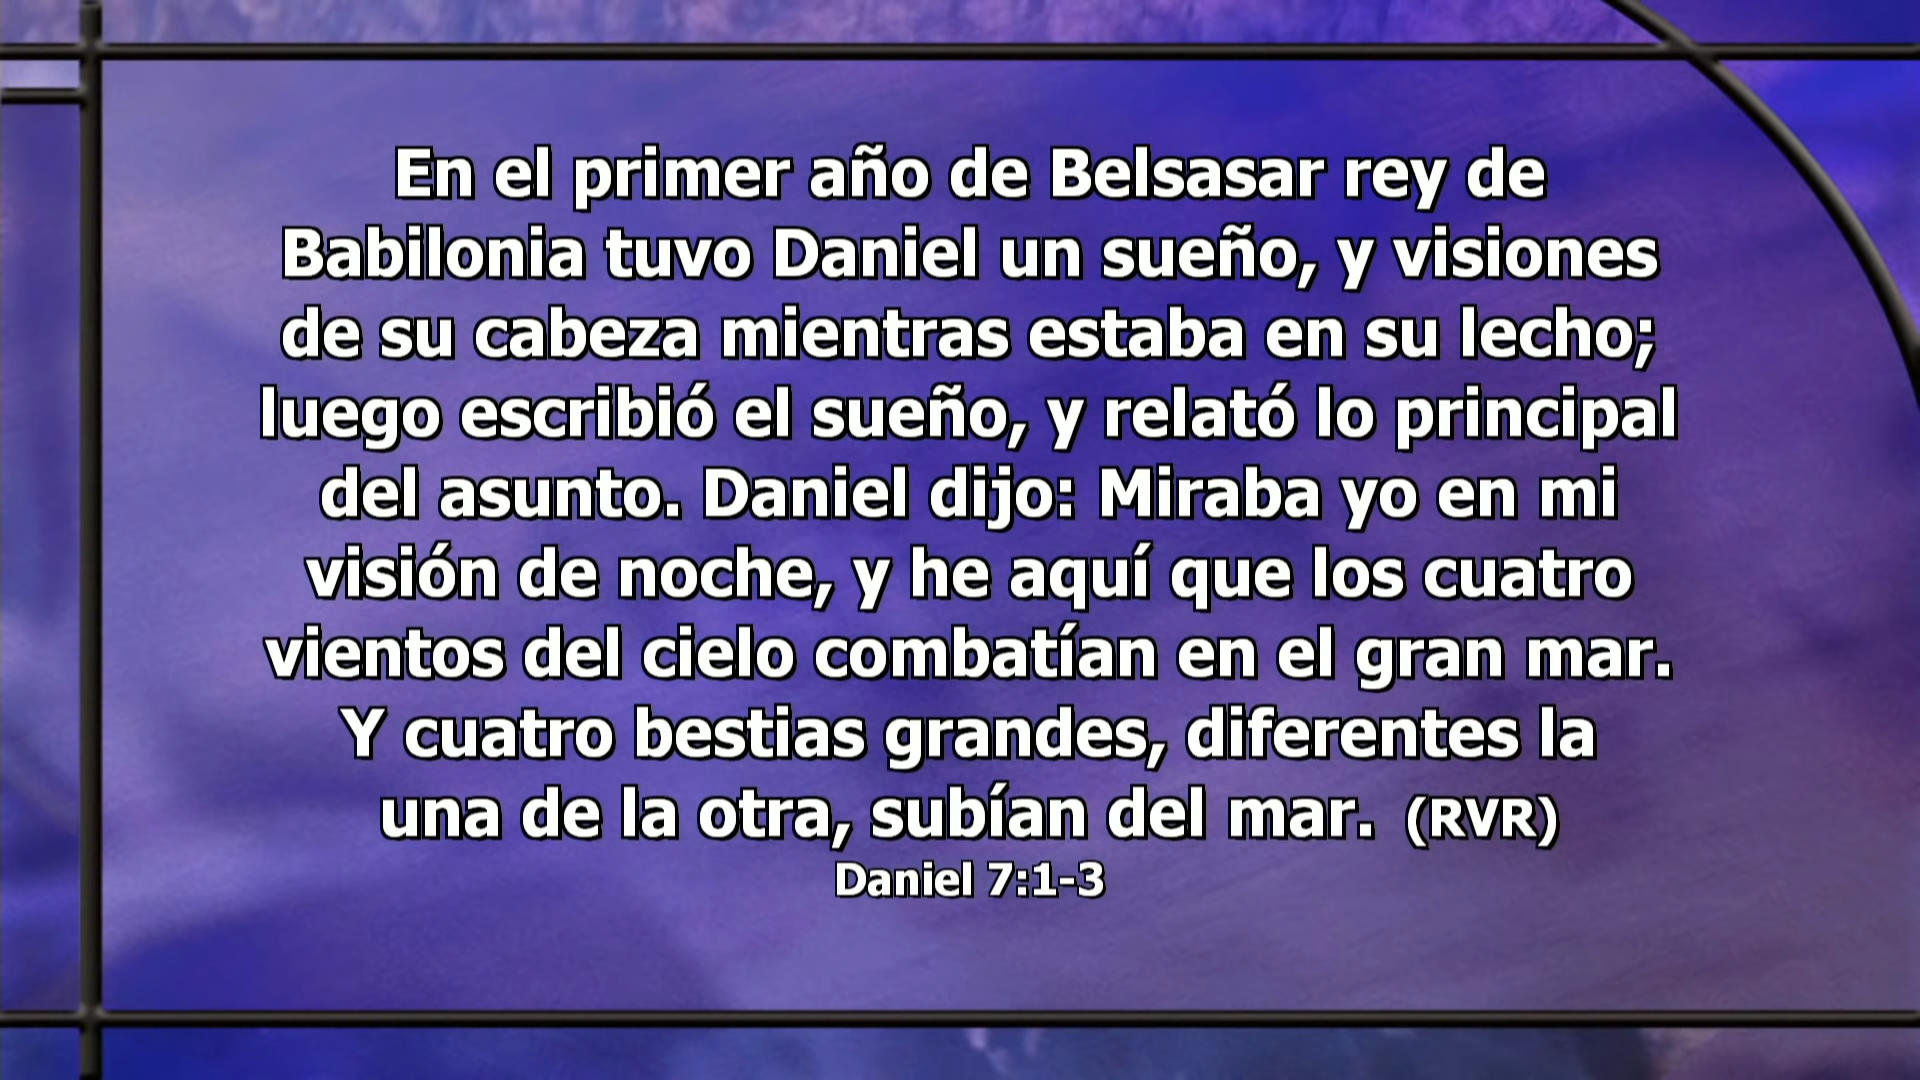 En el primer año de Belsasar rey de
Babilonia tuvo Daniel un sueño, y visiones
de su cabeza mientras estaba en su lecho;
luego escribió el sueño, y relató lo principal
del asunto. Daniel dijo: Miraba yo en mi
visión de noche, y he aquí que los cuatro
vientos del cielo combatían en el gran mar.
Y cuatro bestias grandes, diferentes la
una de la otra, subían del mar. (RVR)
Daniel 7:1-3